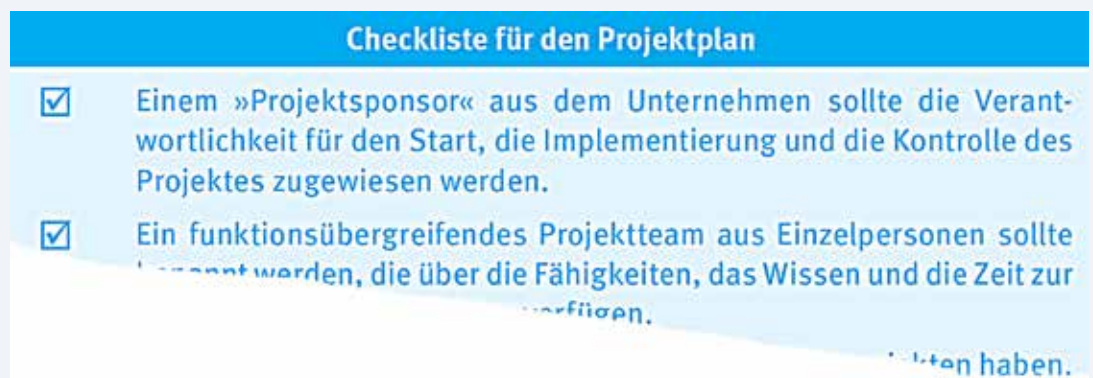 Checkliste für den Projektplan
Einem »Projektsponsor« aus dem Unternehmen sollte die Verant-
wortlichkeit für den Start, die Implementierung und die Kontrolle des
Projektes zugewiesen werden.
Ein funktionsübergreifendes Projektteam aus Einzelpersonen sollte
benannt werden, die über die Fähigkeiten, das Wissen und die Zeit zur
verfügen.
haben.